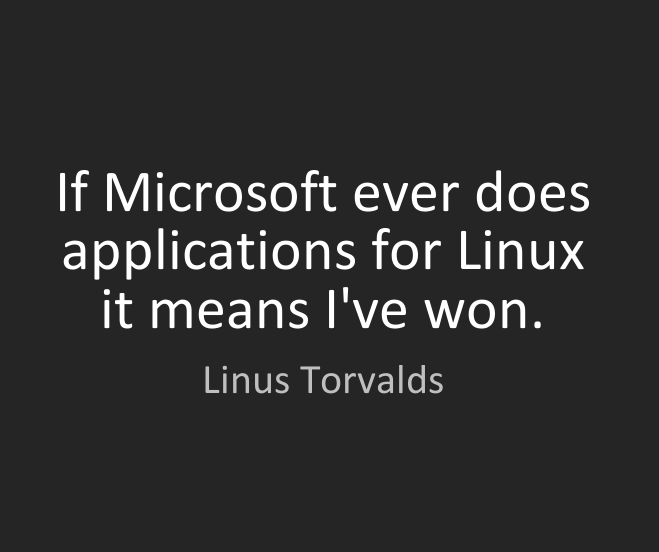 If Microsoft ever does
applications for Linux
it means I've won.
Linus Torvalds